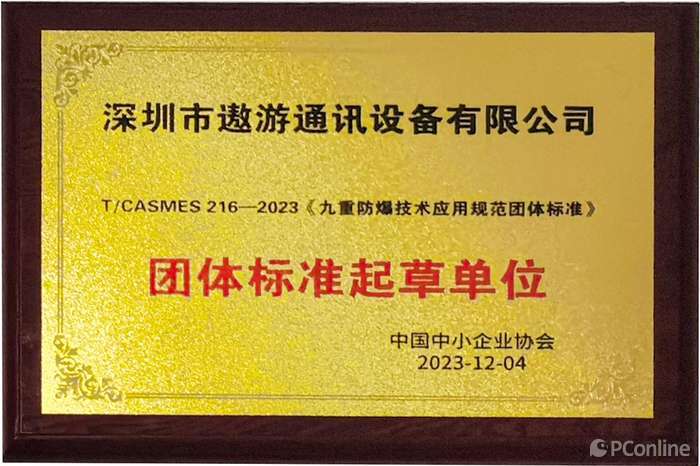 深圳市遨游通讯设备有限公司
T/CASMES 216—2023《九重防爆技术应用规范团体标准》
团体标准起草单位
中国中小企业协会
2023-12-04
PConline